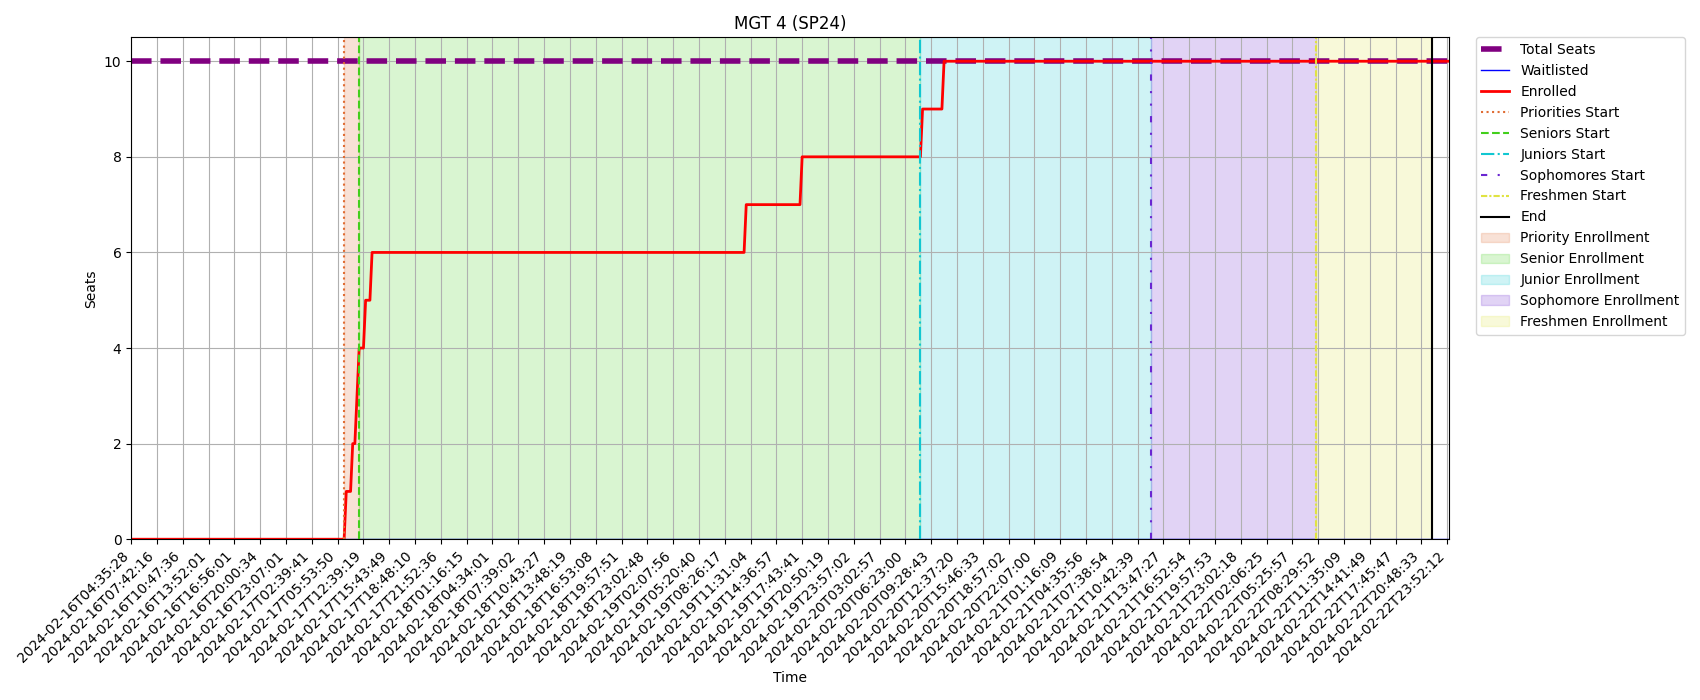 MGT 4 (SP24)
Seats
10
8
6
4
2
0
2024-02-16T04:35:28
2024-02-16T07:42:16
2024-02-16T10:47:36
2024-02-16T13:52:01
2024-02-16T16:56:01
2024-02-16T20:00:34
2024-02-16T23:07:01
2024-02-17T02:39:41
2024-02-17T05:53:50
2024-02-17T12:39:19
2024-02-17T15:43:49
2024-02-17T18:48:10
2024-02-17T21:52:36
2024-02-18T01:16:15
2024-02-18T04:34:01
2024-02-18T07:39:02
2024-02-18T10:43:27
2024-02-18T13:48:19
2024-02-18T16:53:08
2024-02-18T19:57:51
2024-02-18T23:02:48
2024-02-19T02:07:56
2024-02-19T05:20:40
2024-02-19T08:26:17
2024-02-19T11:31:04
2024-02-19T14:36:57
2024-02-19T17:43:41
2024-02-19T20:50:19
2024-02-19T23:57:02
2024-02-20T03:02:57
2024-02-20T06:23:00
2024-02-20T09:28:43
2024-02-20T12:37:20
2024-02-20T15:46:33
2024-02-20T18:57:02
2024-02-20T22:07:00
2024-02-21T01:16:09
2024-02-21T04:35:56
2024-02-21T07:38:54
2024-02-21T10:42:39
2024-02-21T13:47:27
2024-02-21T16:52:54
2024-02-21T19:57:53
2024-02-21T23:02:18
2024-02-22T02:06:25
2024-02-22T05:25:57
2024-02-22T08:29:52
2024-02-22T11:35:09
2024-02-22T14:41:49
2024-02-22T17:45:47
2024-02-22T20:48:33
2024-02-22T23:52:12
Time
Total Seats
Waitlisted
Enrolled
Priorities Start
Seniors Start
Juniors Start
Sophomores Start
Freshmen Start
End
Priority Enrollment
Senior Enrollment
Junior Enrollment
Sophomore Enrollment
Freshmen Enrollment